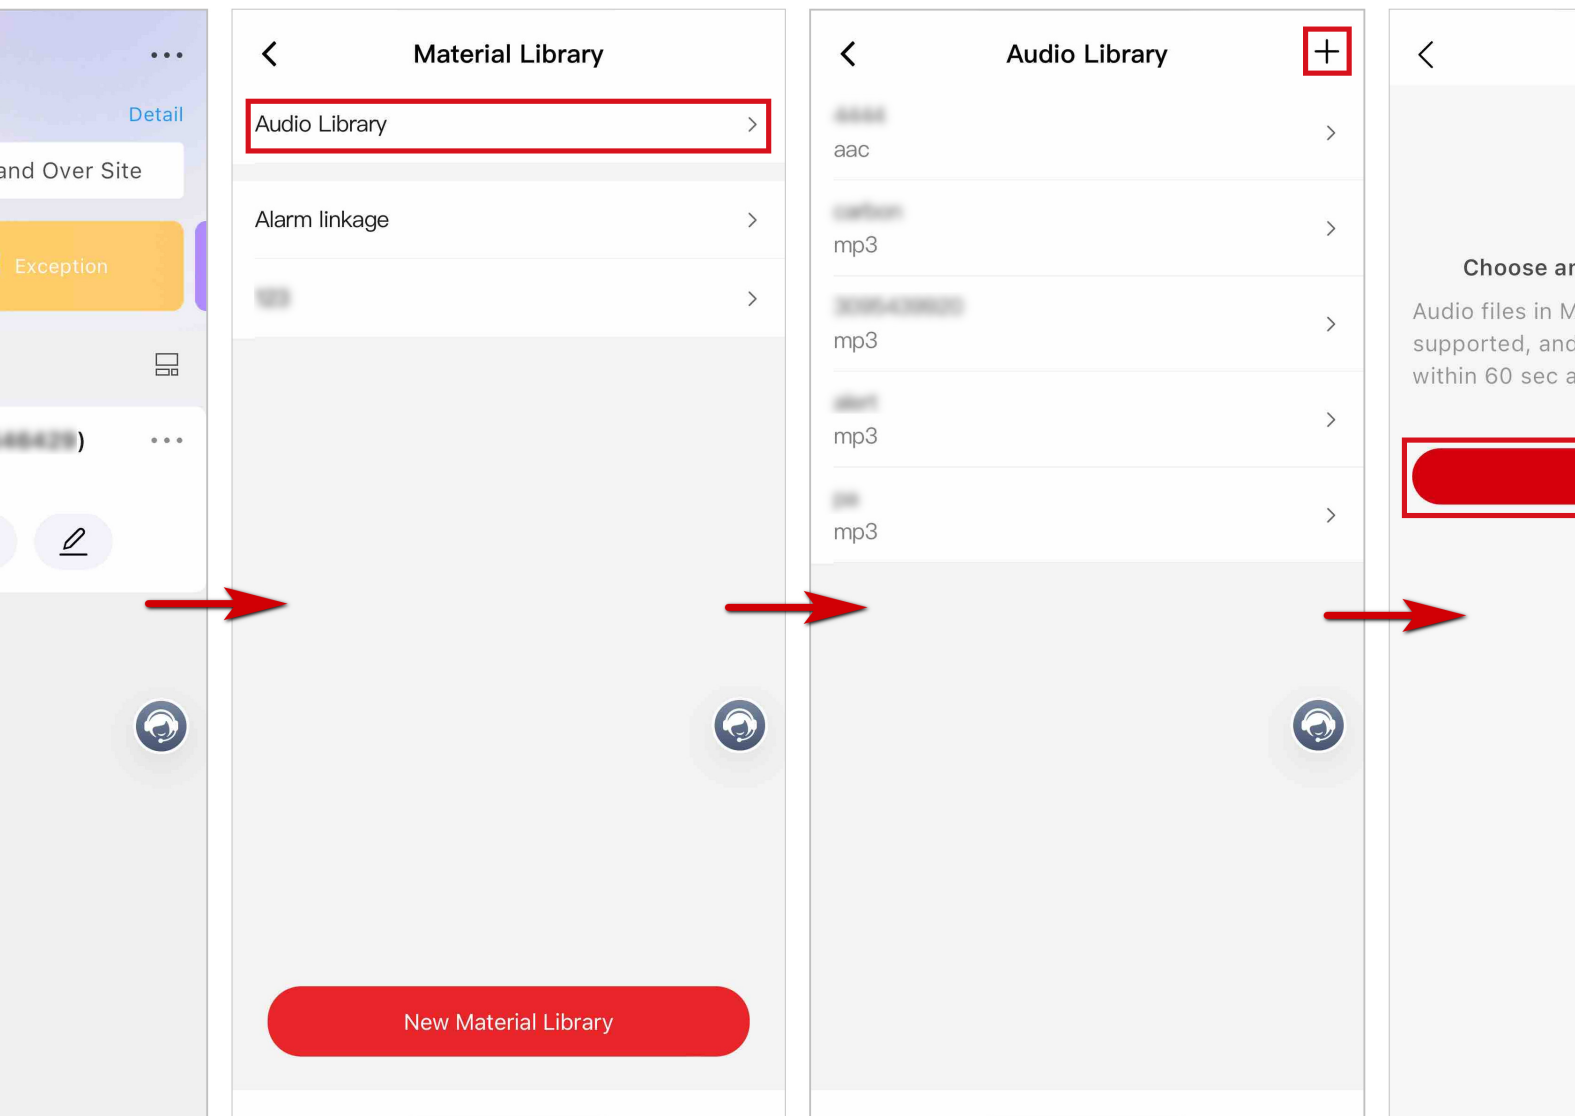 Detail
and Over Site
Exception
)
Material Library
Audio Library
Alarm linkage
New Material Library
Audio Library
aac
mp3
mp3
mp3
mp3
Choose
Audio files in
supported, and
within 60 sec